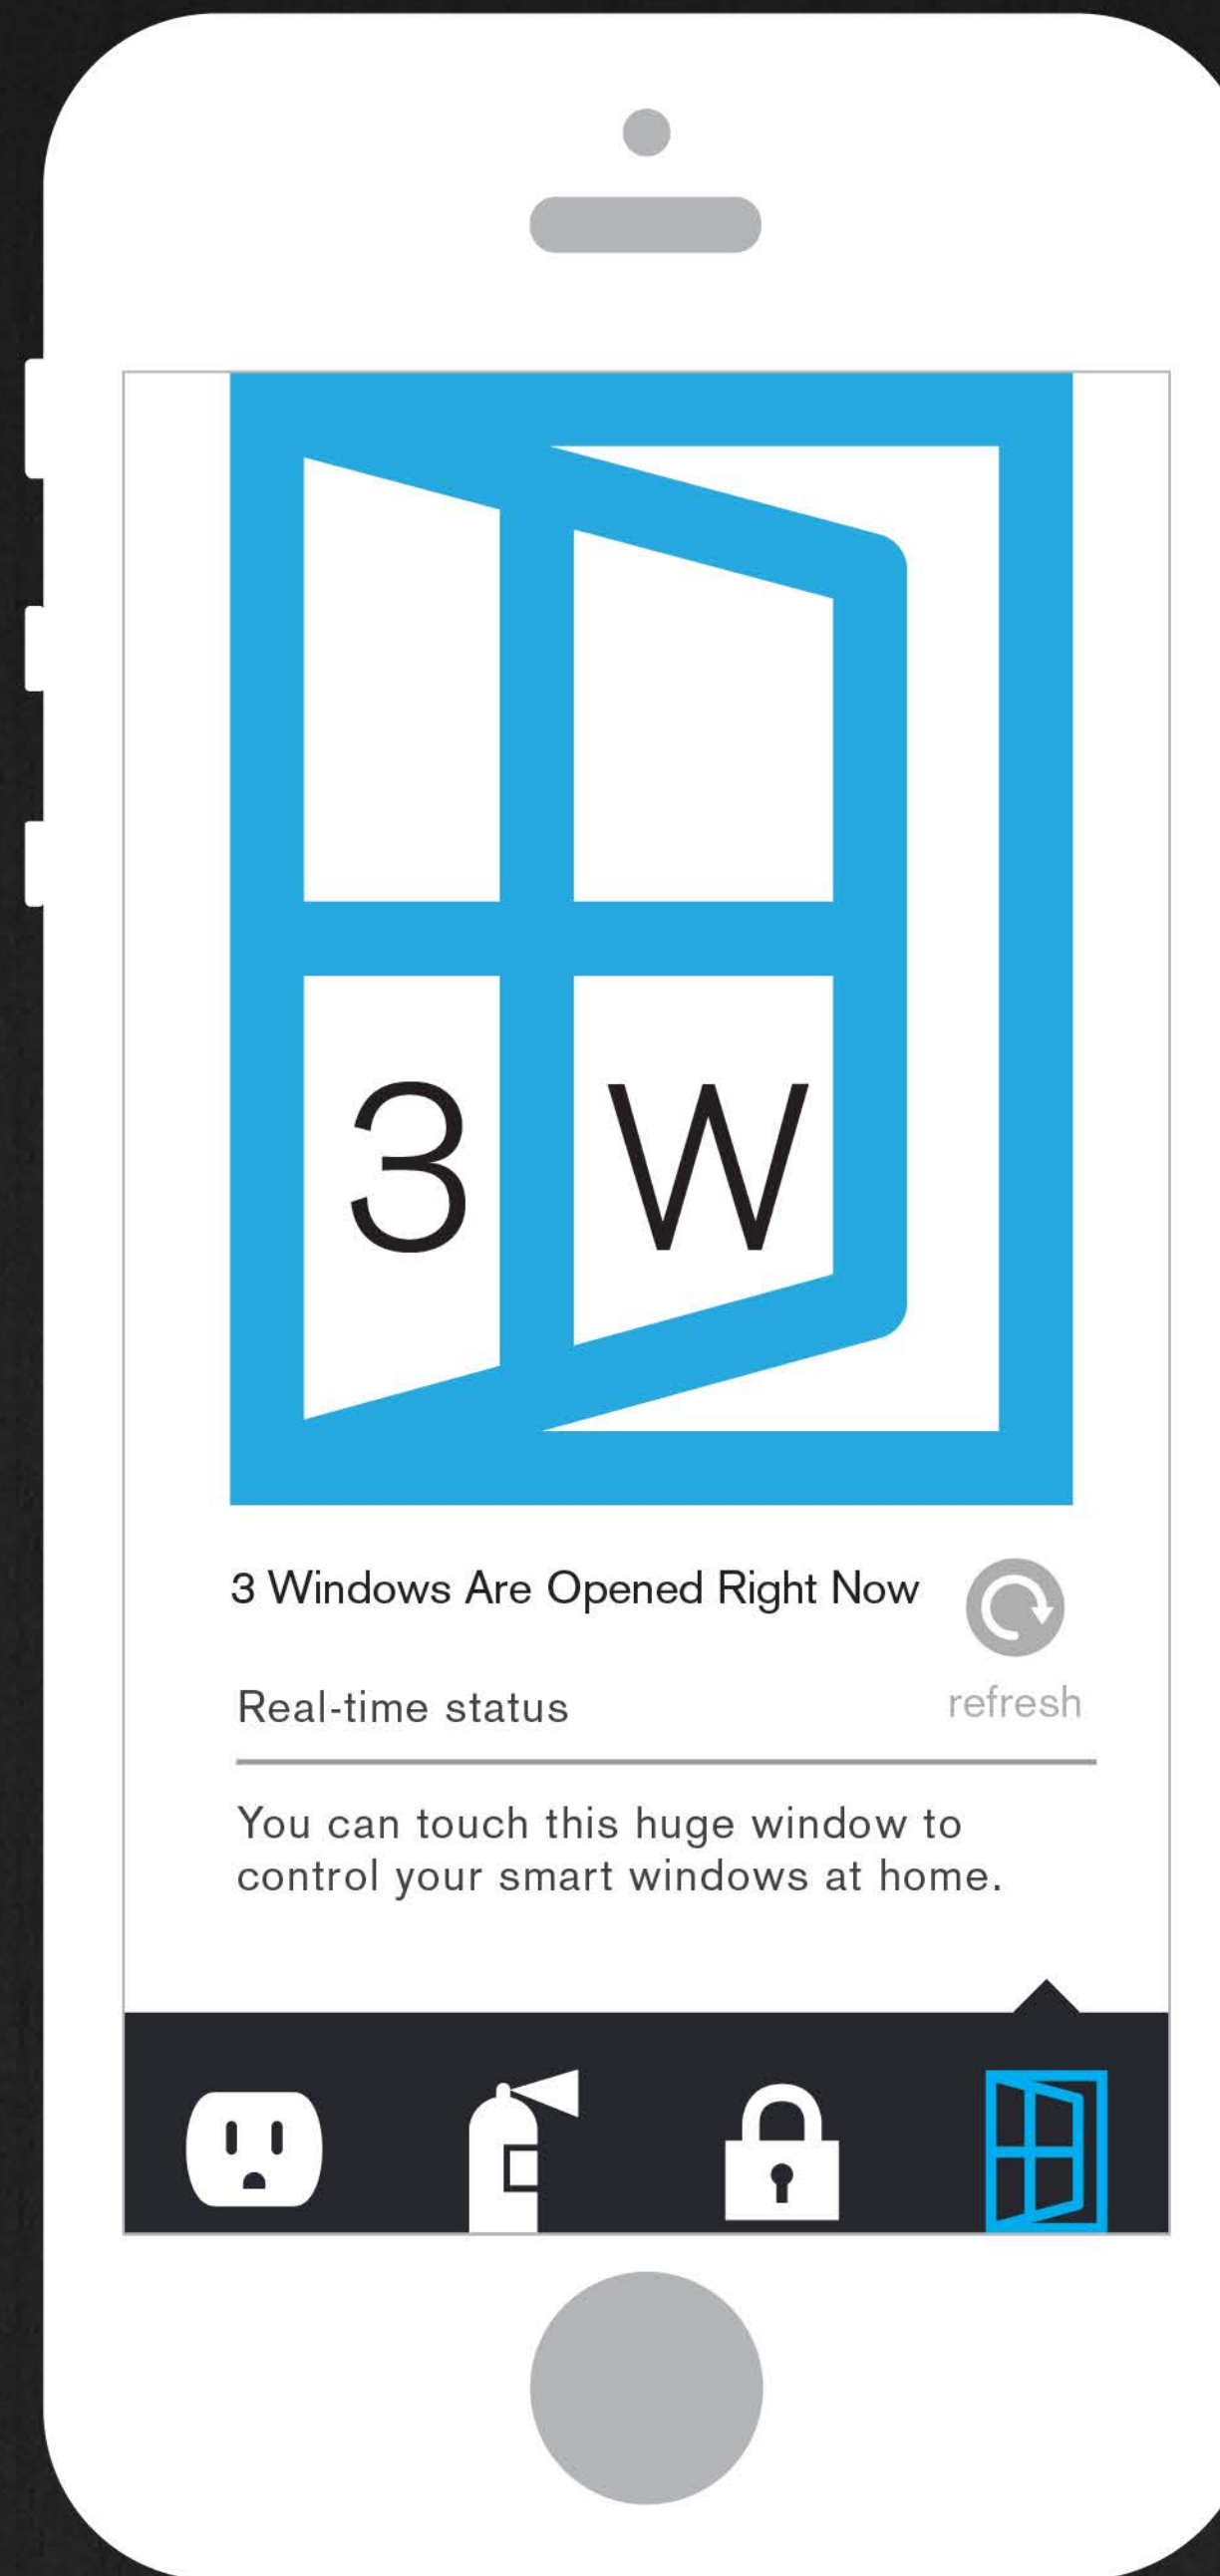 3 W
3 Windows Are Opened Right Now
Real-time status
refresh
You can touch this huge window to
control your smart windows at home.